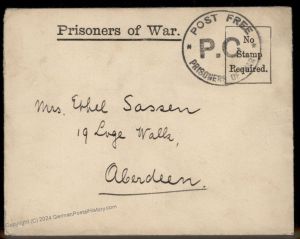 Prisoners of War.
POST FREE
P.C.
PRISONERS OF
No
Stamp
Required.
Mrs. Ethel Sassen
19 Loge Walk,
Aberdeen.
Copyright © 2024 GermanPostalHistory.com